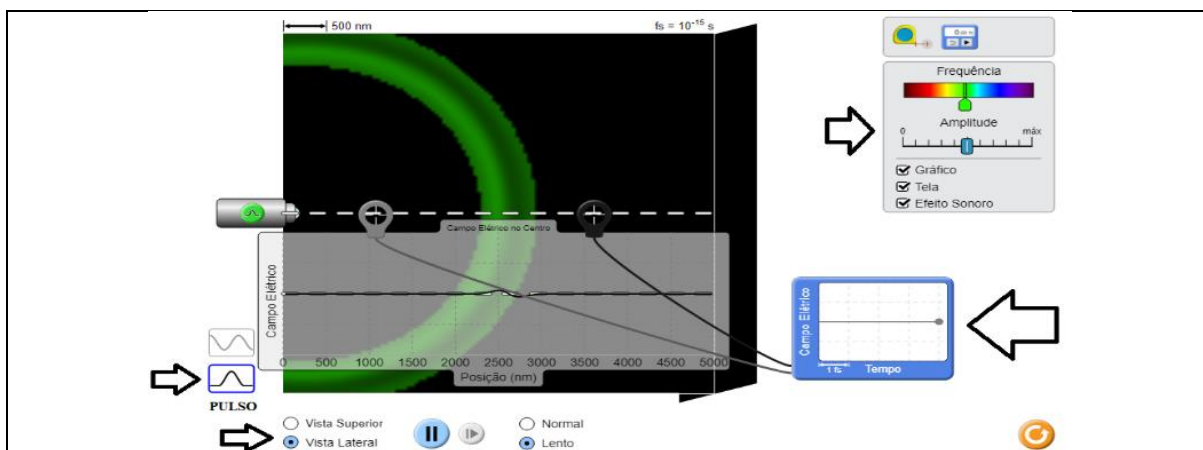 500 nm
fs = 10⁻¹⁵ s
Frequência
Amplitude
0
máx
Gráfico
Tela
Efeito Sonoro
Campo Elétrico no Centro
Campo Elétrico
0 500 1000 1500 2000 2500 3000 3500 4000 4500 5000
Posição (nm)
Campo Elétrico
1 fs
Tempo
PULSO
Vista Superior
Vista Lateral
Normal
Lento